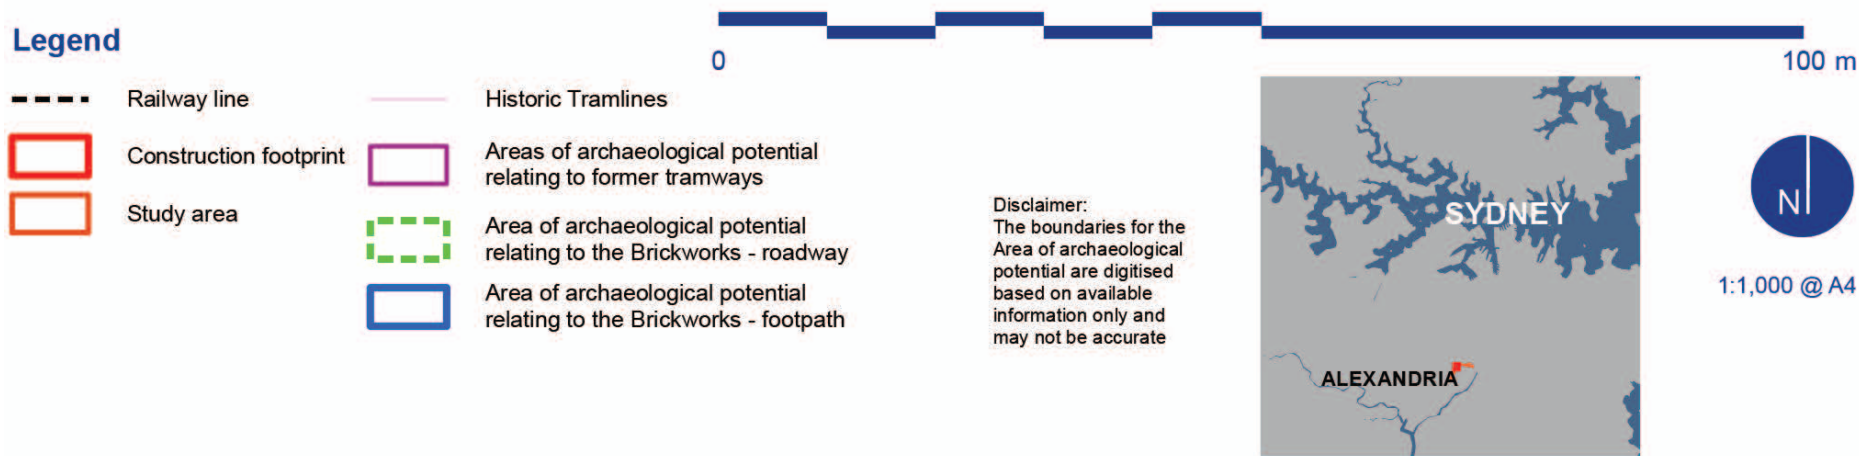 Legend
Railway line
Construction footprint
Study area
Historic Tramlines
Areas of archaeological potential
relating to former tramways
Area of archaeological potential
relating to the Brickworks - roadway
Area of archaeological potential
relating to the Brickworks - footpath
0
100 m
Disclaimer:
The boundaries for the
Area of archaeological
potential are digitised
based on available
information only and
may not be accurate
SYDNEY
ALEXANDRIA
N
1:1,000 @ A4